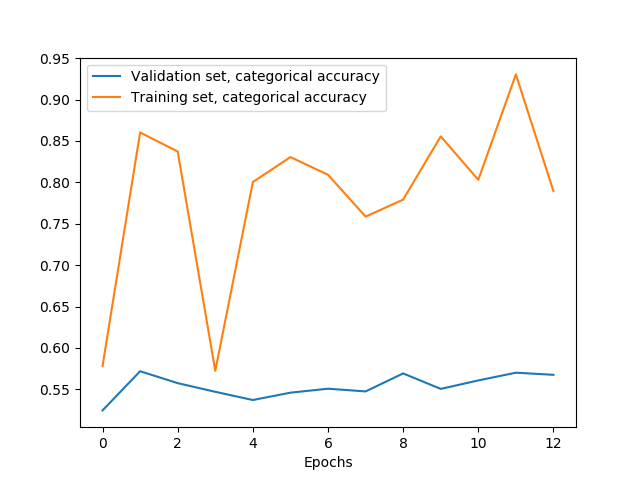 0.95
0.90
0.85
0.80
0.75
0.70
0.65
0.60
0.55
Validation set, categorical accuracy
Training set, categorical accuracy
0 2 4 6 8 10 12
Epochs